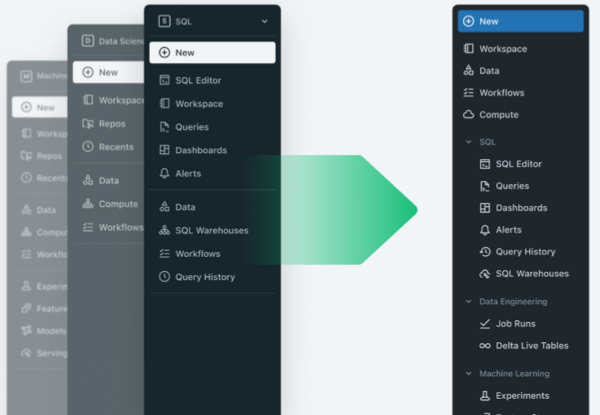 M Machine
New
Worksp
Repos
Recents
Data
Compu
Workflo
Experim
Feature
Models
Serving
D Data Scienc
New
Workspace
Repos
Recents
Data
Compute
Workflows
S SQL
New
SQL Editor
Workspace
Queries
Dashboards
Alerts
Data
SQL Warehouses
Workflows
Query History
New
Workspace
Data
Workflows
Compute
SQL
SQL Editor
Queries
Dashboards
Alerts
Query History
SQL Warehouses
Data Engineering
Job Runs
Delta Live Tables
Machine Learning
Experiments